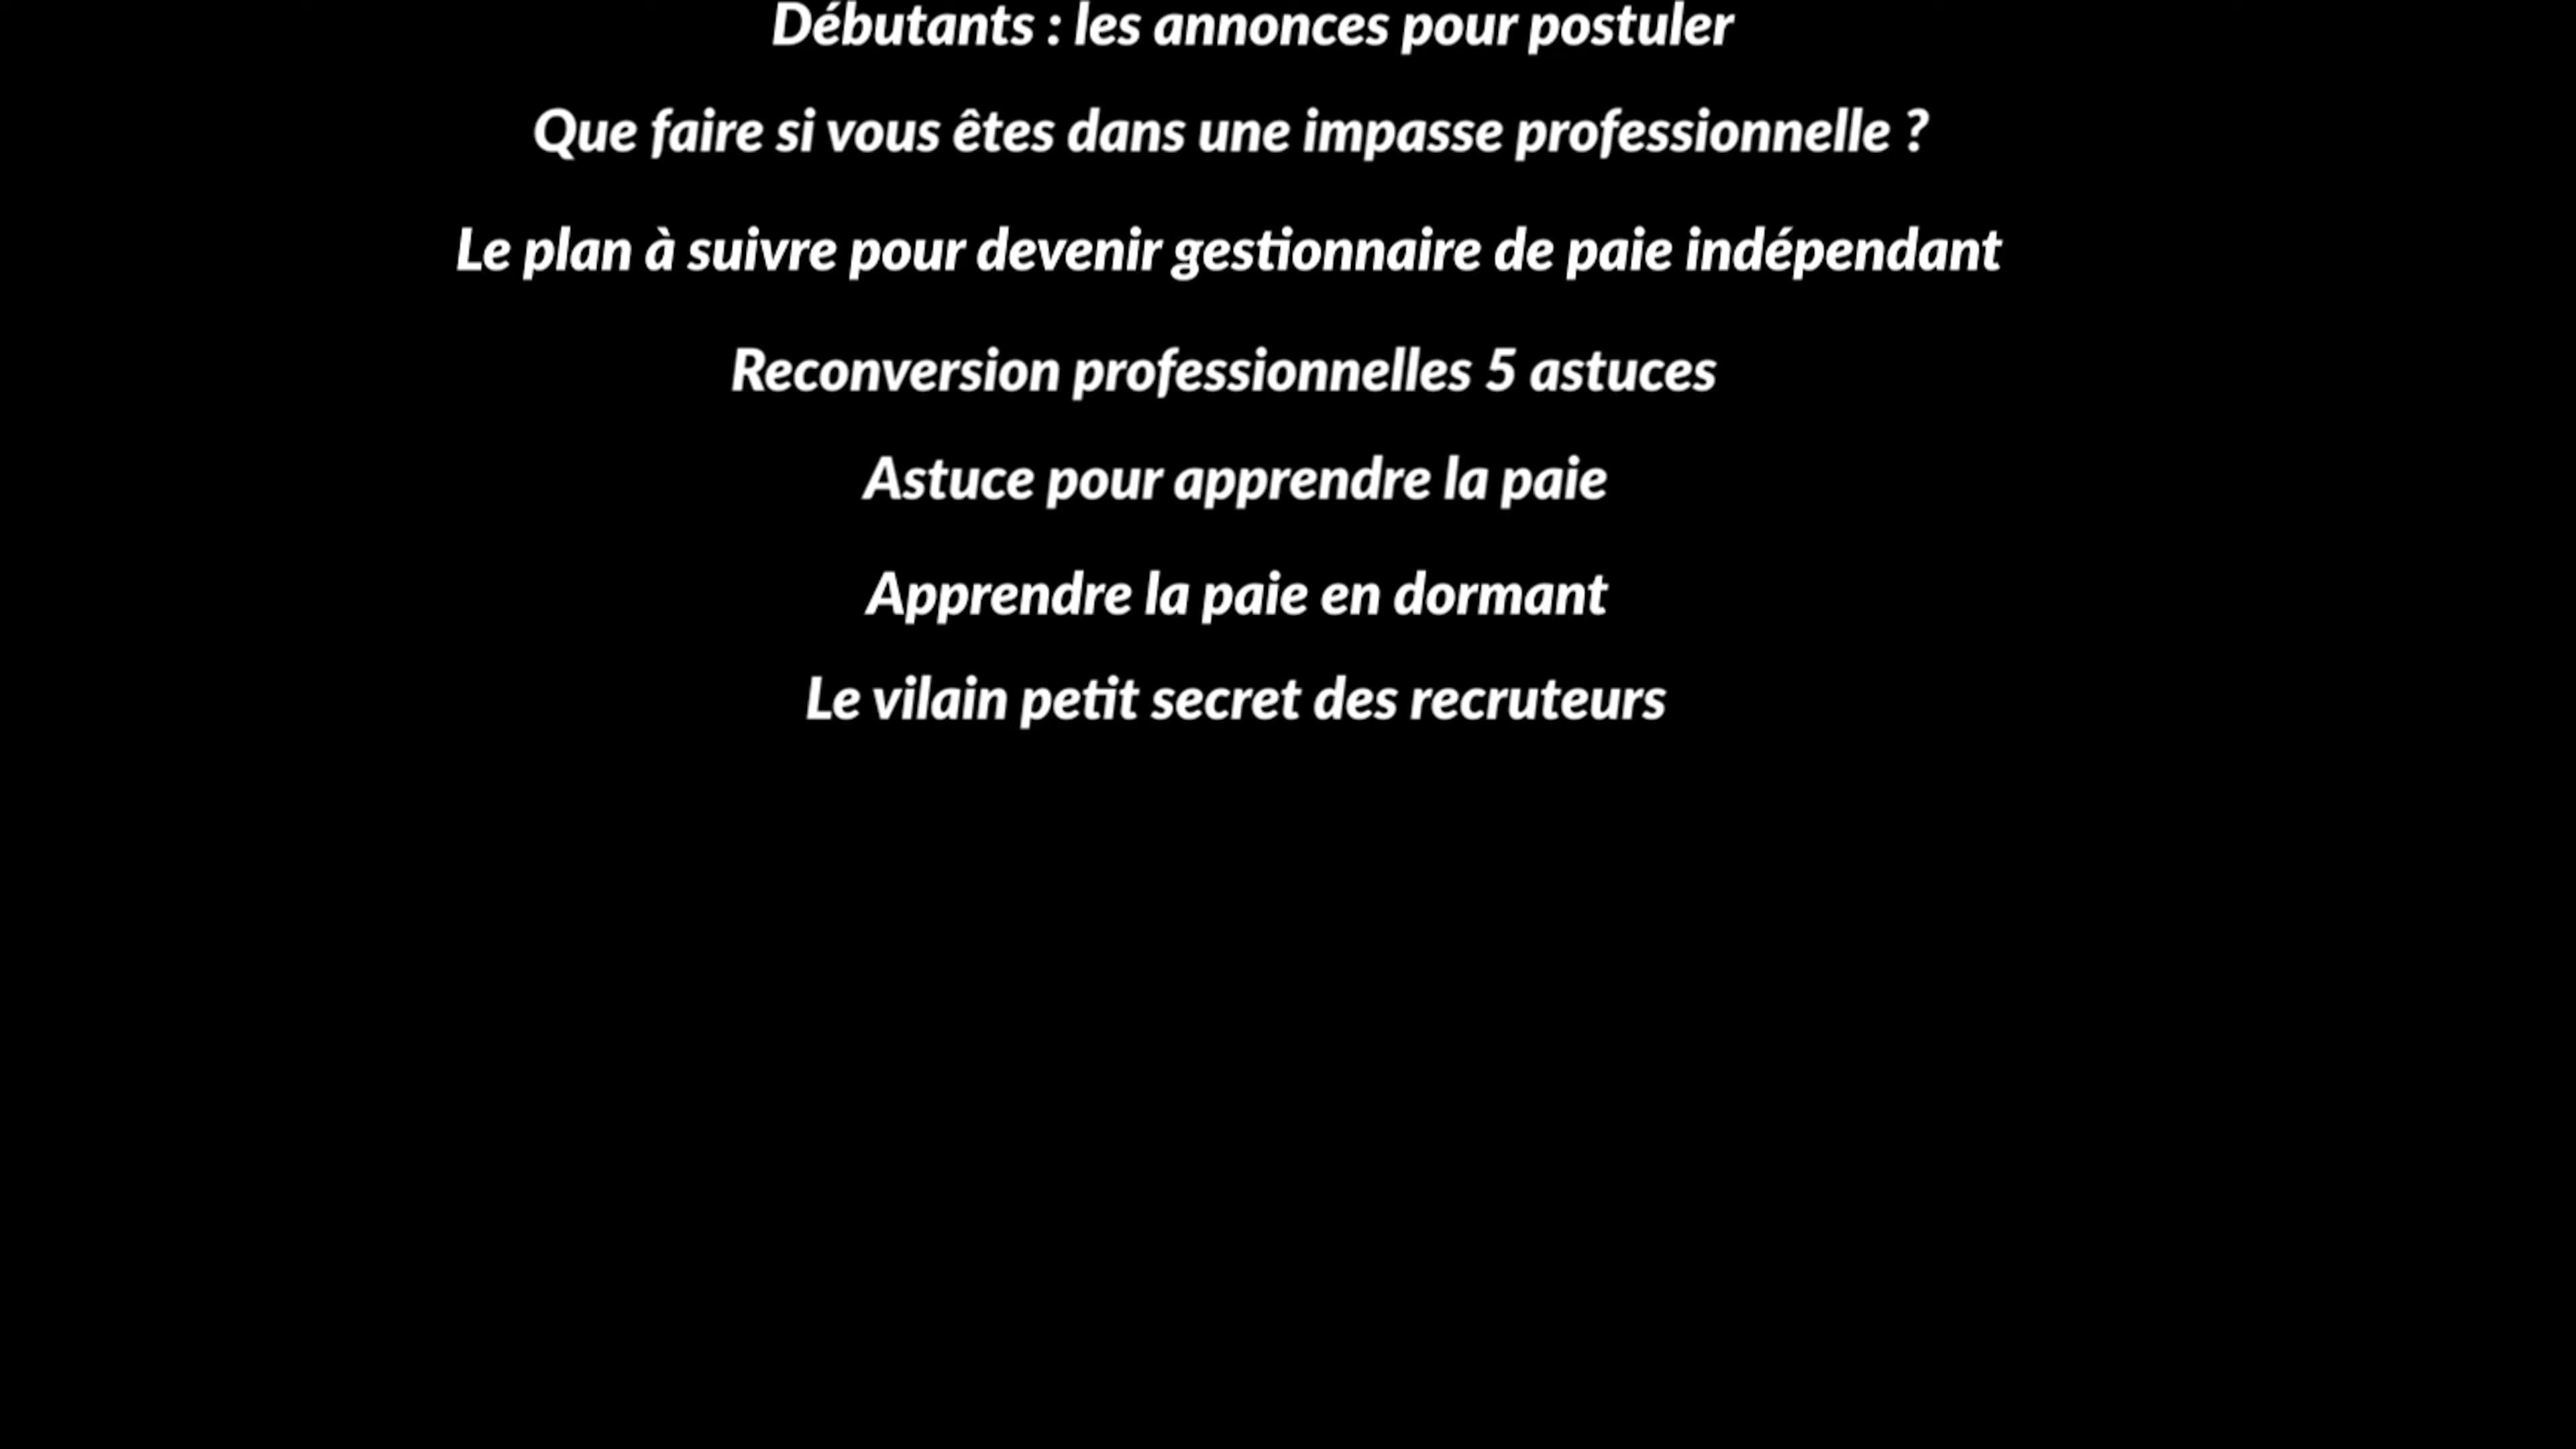 Débutants : les annonces pour postuler
Que faire si vous êtes dans une impasse professionnelle ?
Le plan à suivre pour devenir gestionnaire de paie indépendant
Reconversion professionnelles 5 astuces
Astuce pour apprendre la paie
Apprendre la paie en dormant
Le vilain petit secret des recruteurs